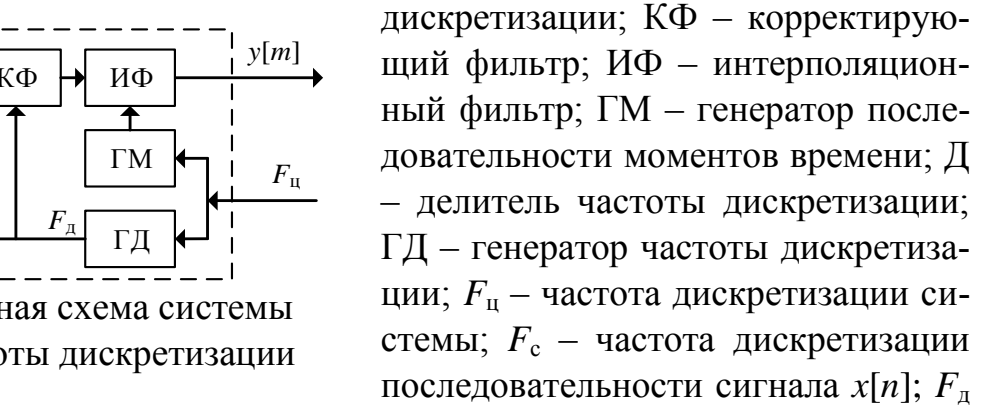 КФ
ИФ
y[m]
ГМ
Fц
Fд
ГД
ная схема системы
оты дискретизации
дискретизации; КФ – корректирую-
щий фильтр; ИФ – интерполяцион-
ный фильтр; ГМ – генератор после-
довательности моментов времени; Д
– делитель частоты дискретизации;
ГД – генератор частоты дискретиза-
ции; Fц – частота дискретизации си-
стемы; Fс – частота дискретизации
последовательности сигнала x[n]; Fд